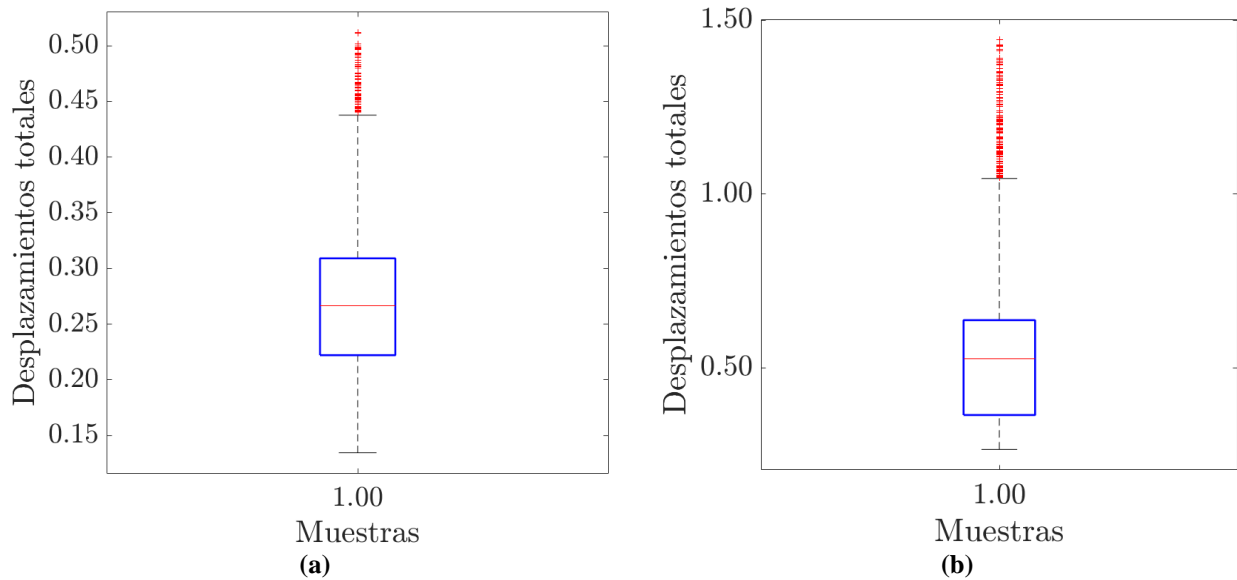 Desplazamientos totales
0.50
0.45
0.40
0.35
0.30
0.25
0.20
0.15
1.00
Muestras
(a)
Desplazamientos totales
1.50
1.00
0.50
1.00
Muestras
(b)